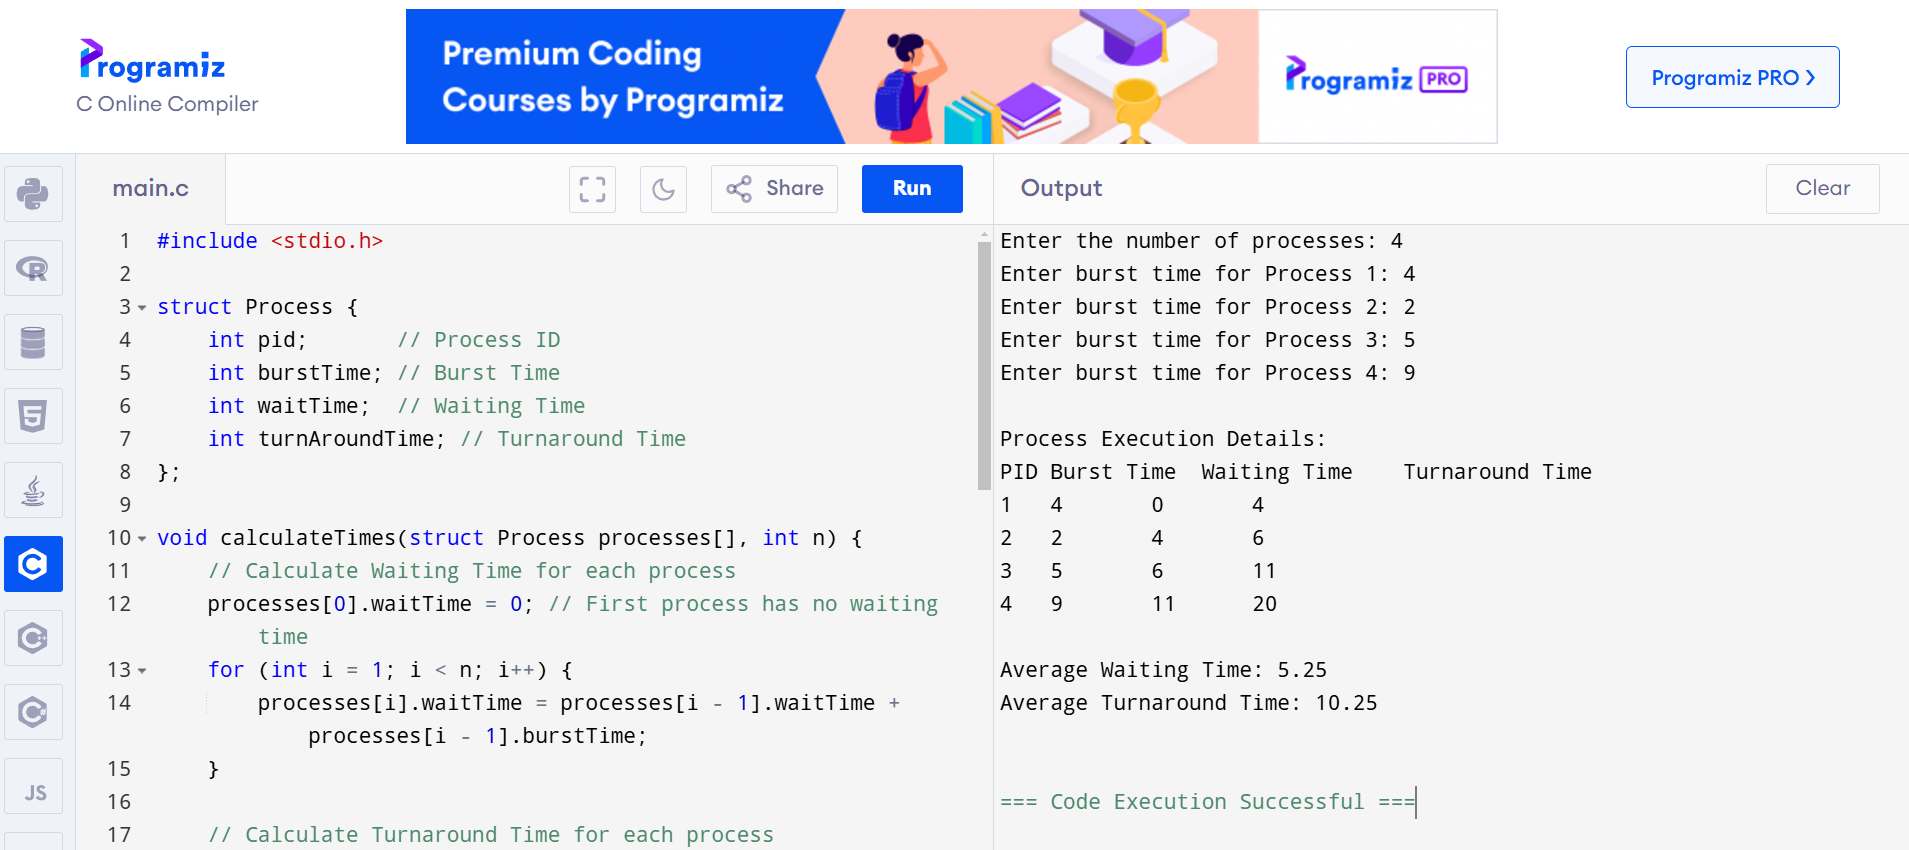 Programiz
C Online Compiler
Premium Coding
Courses by Programiz
Programiz PRO
Programiz PRO ❯
main.c
Share
Run
Output
Clear
1 #include <stdio.h>
2
3 struct Process {
4     int pid;       // Process ID
5     int burstTime; // Burst Time
6     int waitTime;  // Waiting Time
7     int turnAroundTime; // Turnaround Time
8 };
9
10 void calculateTimes(struct Process processes[], int n) {
11     // Calculate Waiting Time for each process
12     processes[0].waitTime = 0; // First process has no waiting
time
13     for (int i = 1; i < n; i++) {
14         processes[i].waitTime = processes[i - 1].waitTime +
processes[i - 1].burstTime;
15     }
16
17     // Calculate Turnaround Time for each process
Enter the number of processes: 4
Enter burst time for Process 1: 4
Enter burst time for Process 2: 2
Enter burst time for Process 3: 5
Enter burst time for Process 4: 9
Process Execution Details:
PID Burst Time  Waiting Time    Turnaround Time
1   4       0       4
2   2       4       6
3   5       6       11
4   9       11      20
Average Waiting Time: 5.25
Average Turnaround Time: 10.25
=== Code Execution Successful ===
R
5
C
C++
C#
JS